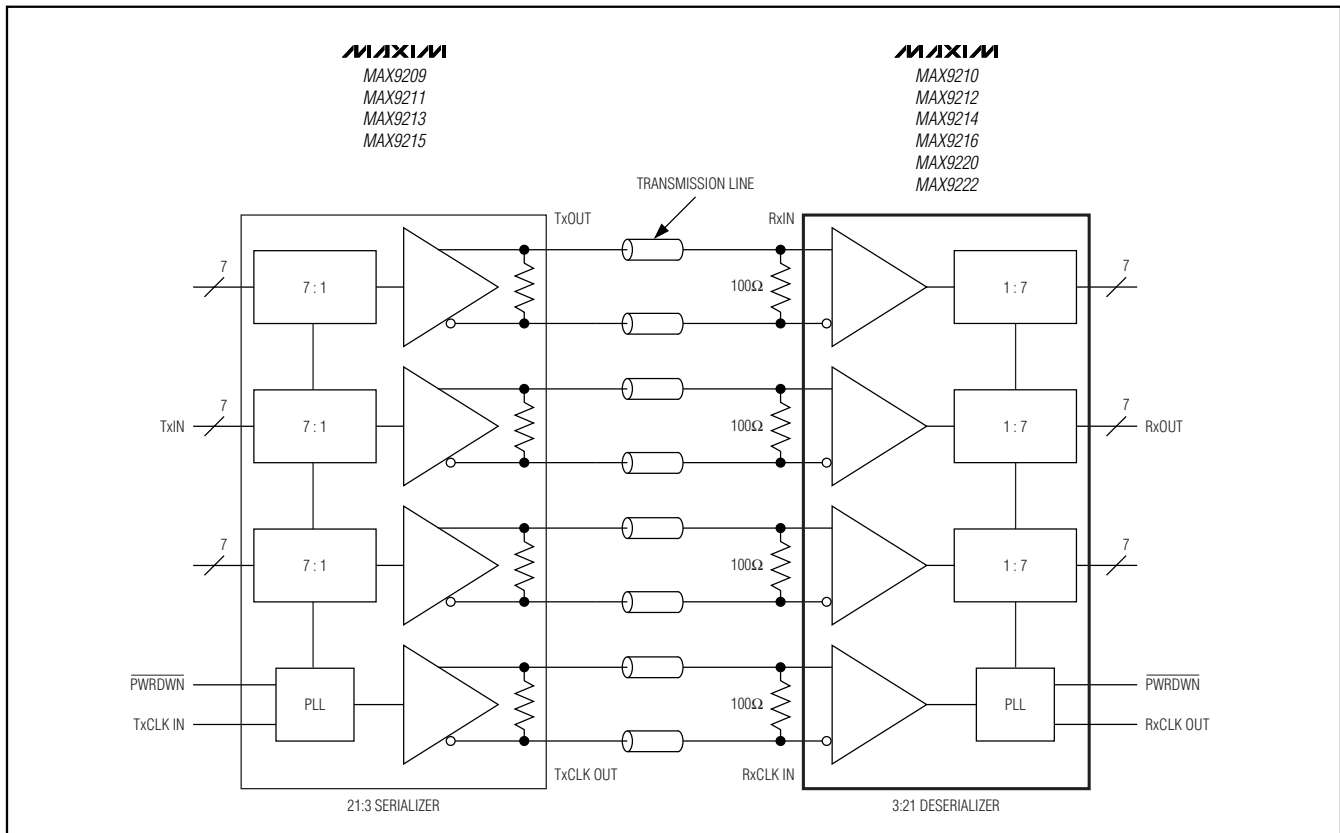 MAXIM
MAX9209
MAX9211
MAX9213
MAX9215
MAXIM
MAX9210
MAX9212
MAX9214
MAX9216
MAX9220
MAX9222
TRANSMISSION LINE
TxOUT
RxIN
7
7 : 1
100Ω
1 : 7
7
TxIN
7
7 : 1
100Ω
1 : 7
7
RxOUT
7
7 : 1
100Ω
1 : 7
7
PWRDWN
TxCLK IN
PLL
100Ω
PLL
PWRDWN
RxCLK OUT
TxCLK OUT
RxCLK IN
21:3 SERIALIZER
3:21 DESERIALIZER